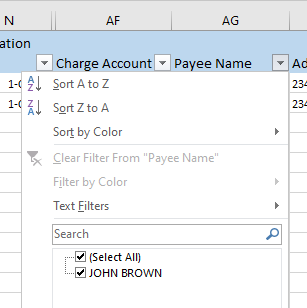 N AF AG
ation
Charge Account Payee Name Ad
1-0 234
1-0 234
Sort A to Z
Sort Z to A
Sort by Color
Clear Filter From "Payee Name"
Filter by Color
Text Filters
Search
(Select All)
JOHN BROWN